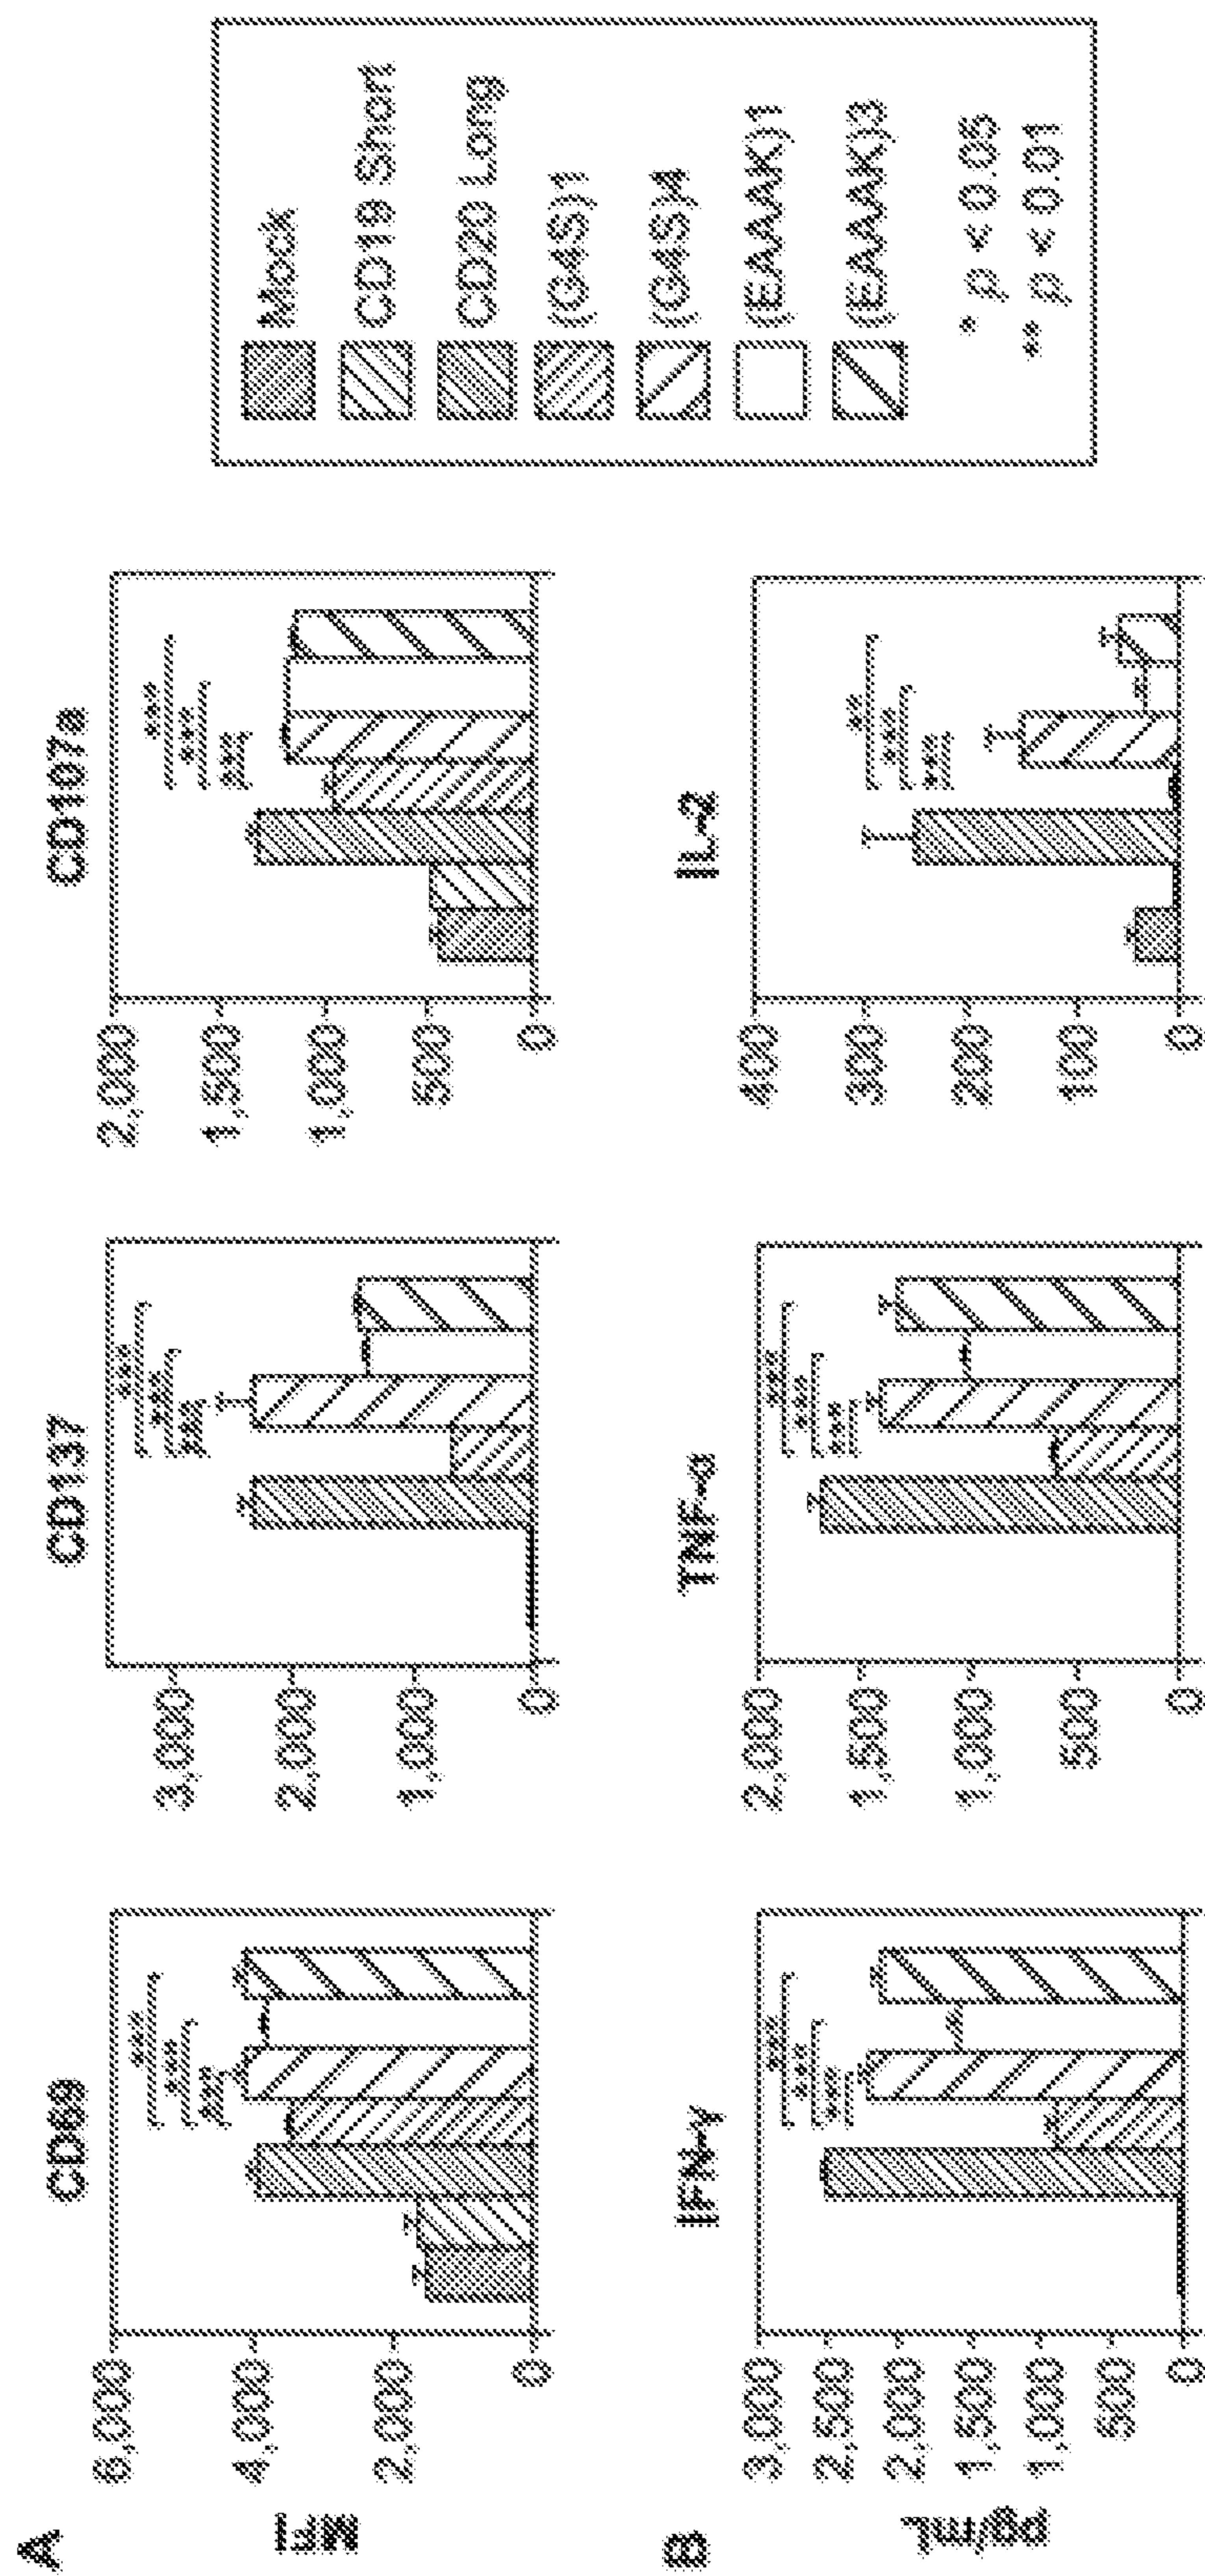 A
CD69
CD137
CD107a
MFI
6,000
4,000
2,000
0
**
**
**
3,000
2,000
1,000
0
**
**
**
2,000
1,500
1,000
500
0
**
**
**
Mock
CD19 Short
CD20 Long
(G4S)1
(G4S)4
(EAAAK)1
(EAAAK)3
* p < 0.05
** p < 0.01
B
IFN-γ
TNF-α
IL-2
pg/mL
3,000
2,500
2,000
1,500
1,000
500
0
**
**
**
2,000
1,500
1,000
500
0
**
**
**
400
300
200
100
0